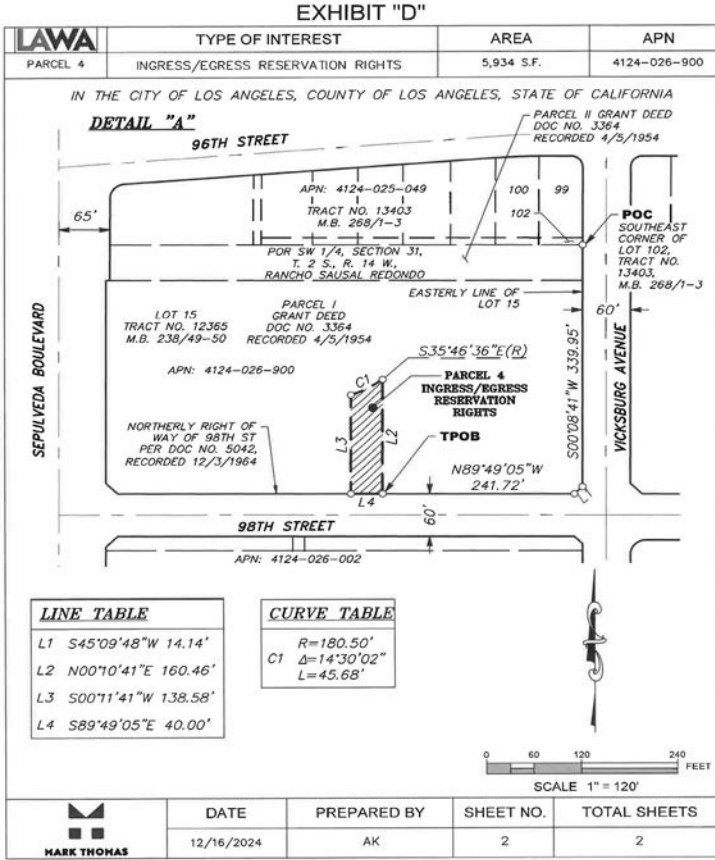 EXHIBIT "D"
LAWA
TYPE OF INTEREST
AREA
APN
PARCEL 4
INGRESS/EGRESS RESERVATION RIGHTS
5,934 S.F.
4124-026-900
IN THE CITY OF LOS ANGELES, COUNTY OF LOS ANGELES, STATE OF CALIFORNIA
DETAIL "A"
96TH STREET
PARCEL II GRANT DEED
DOC NO. 3364
RECORDED 4/5/1954
65'
APN: 4124-025-049
TRACT NO. 13403
M.B. 268/1-3
100
99
102
POC
SOUTHEAST
CORNER OF
LOT 102,
TRACT NO.
13403,
M.B. 268/1-3
POR SW 1/4, SECTION 31,
T. 2 S., R. 14 W.,
RANCHO SAUSAL REDONDO
EASTERLY LINE OF
LOT 15
60'
LOT 15
TRACT NO. 12365
M.B. 238/49-50
PARCEL I
GRANT DEED
DOC NO. 3364
RECORDED 4/5/1954
APN: 4124-026-900
SEPULVEDA BOULEVARD
S35°46'36"E(R)
C1
PARCEL 4
INGRESS/EGRESS
RESERVATION
RIGHTS
S00°08'41"W 339.95'
VICKSBURG AVENUE
NORTHERLY RIGHT OF
WAY OF 98TH ST
PER DOC NO. 5042,
RECORDED 12/3/1964
L3
L2
TPOB
N89°49'05"W
241.72'
L4
98TH STREET
60'
APN: 4124-026-002
LINE TABLE
L1 S45°09'48"W 14.14'
L2 N00°10'41"E 160.46'
L3 S00°11'41"W 138.58'
L4 S89°49'05"E 40.00'
CURVE TABLE
R=180.50'
C1 Δ=14°30'02"
L=45.68'
0 60 120 240
FEET
SCALE 1" = 120'
MARK THOMAS
DATE
PREPARED BY
SHEET NO.
TOTAL SHEETS
12/16/2024
AK
2
2